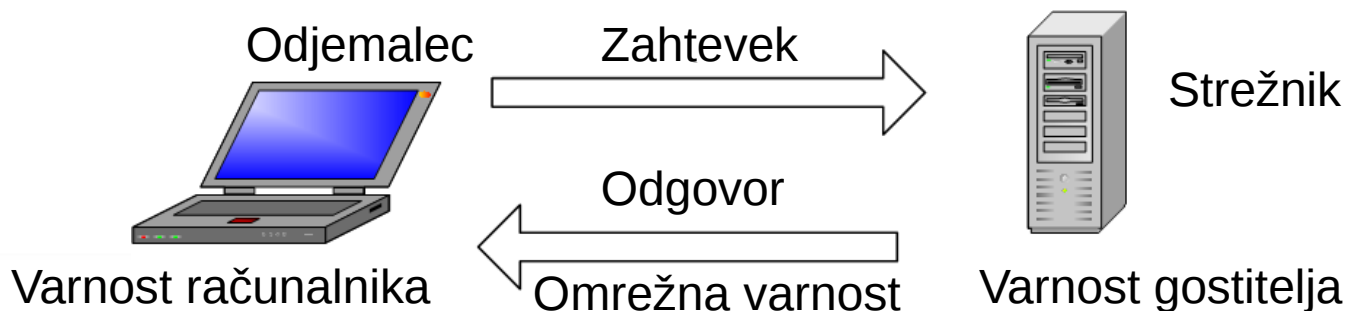 Odjemalec
Zahtevek
Strežnik
Odgovor
Varnost računalnika
Omrežna varnost
Varnost gostitelja